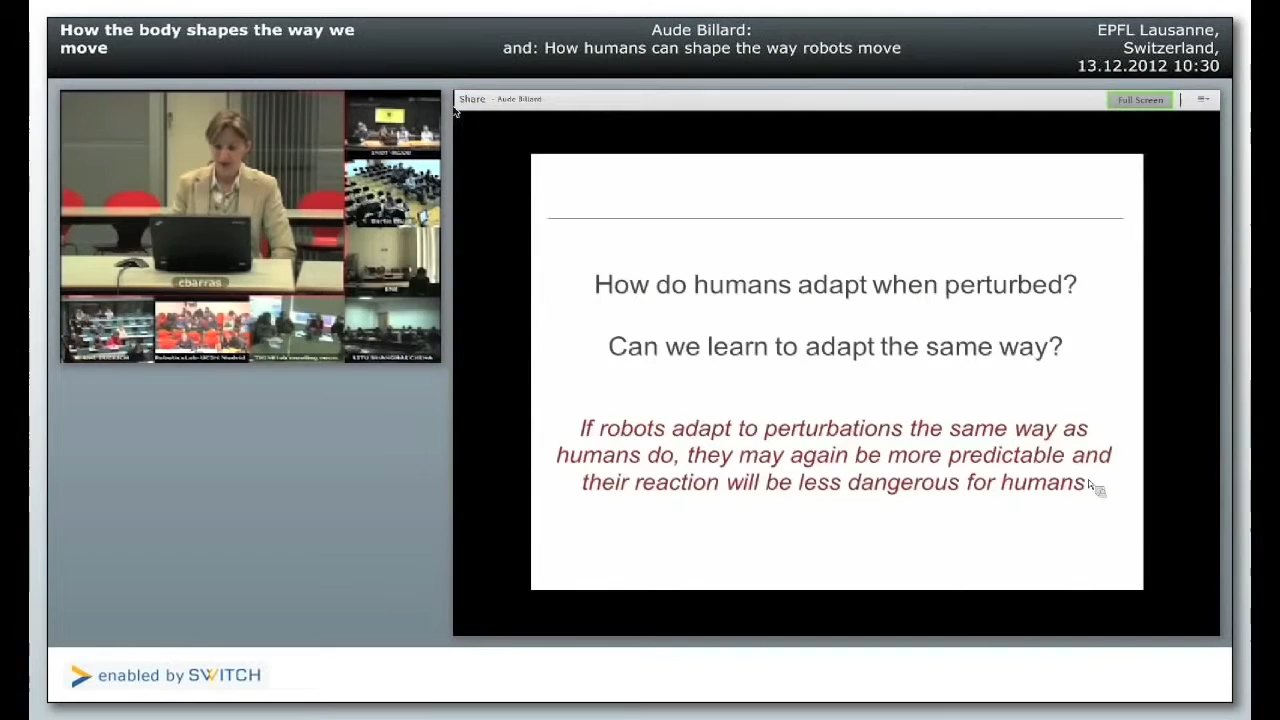 How the body shapes the way we
move
Aude Billard:
and: How humans can shape the way robots move
EPFL Lausanne,
Switzerland,
13.12.2012 10:30
Share - Aude Billard
Full Screen
cbarras
How do humans adapt when perturbed?
Can we learn to adapt the same way?
If robots adapt to perturbations the same way as
humans do, they may again be more predictable and
their reaction will be less dangerous for humans
enabled by SWITCH